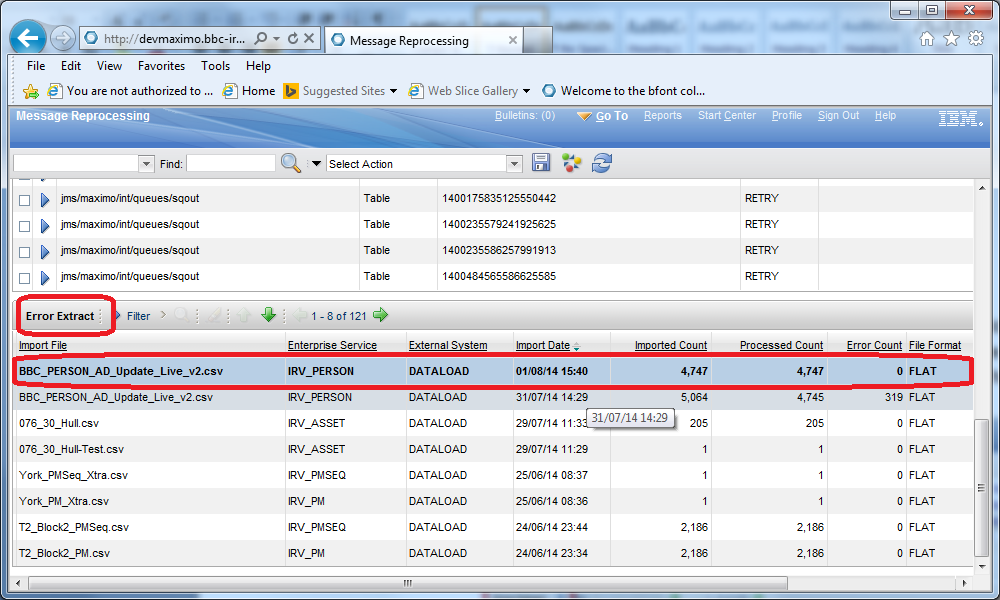 http://devmaximo.bbc-ir...
Message Reprocessing
File Edit View Favorites Tools Help
You are not authorized to ... Home Suggested Sites Web Slice Gallery Welcome to the bfont col...
Message Reprocessing Bulletins: (0) Go To Reports Start Center Profile Sign Out Help IBM.
Find: Select Action
jms/maximo/int/queues/sqout Table 1400175835125550442 RETRY
jms/maximo/int/queues/sqout Table 1400235579241925625 RETRY
jms/maximo/int/queues/sqout Table 1400235586257991913 RETRY
jms/maximo/int/queues/sqout Table 1400484565586625585 RETRY
Error Extract Filter 1 - 8 of 121
Import File Enterprise Service External System Import Date Imported Count Processed Count Error Count File Format
BBC_PERSON_AD_Update_Live_v2.csv IRV_PERSON DATALOAD 01/08/14 15:40 4,747 4,747 0 FLAT
BBC_PERSON_AD_Update_Live_v2.csv IRV_PERSON DATALOAD 31/07/14 14:29 5,064 4,745 319 FLAT
31/07/14 14:29
076_30_Hull.csv IRV_ASSET DATALOAD 29/07/14 11:33 205 205 0 FLAT
076_30_Hull-Test.csv IRV_ASSET DATALOAD 29/07/14 11:29 1 1 0 FLAT
York_PMSeq_Xtra.csv IRV_PMSEQ DATALOAD 25/06/14 08:37 1 1 0 FLAT
York_PM_Xtra.csv IRV_PM DATALOAD 25/06/14 08:36 1 1 0 FLAT
T2_Block2_PMSeq.csv IRV_PMSEQ DATALOAD 24/06/14 23:44 2,186 2,186 0 FLAT
T2_Block2_PM.csv IRV_PM DATALOAD 24/06/14 23:34 2,186 2,186 0 FLAT